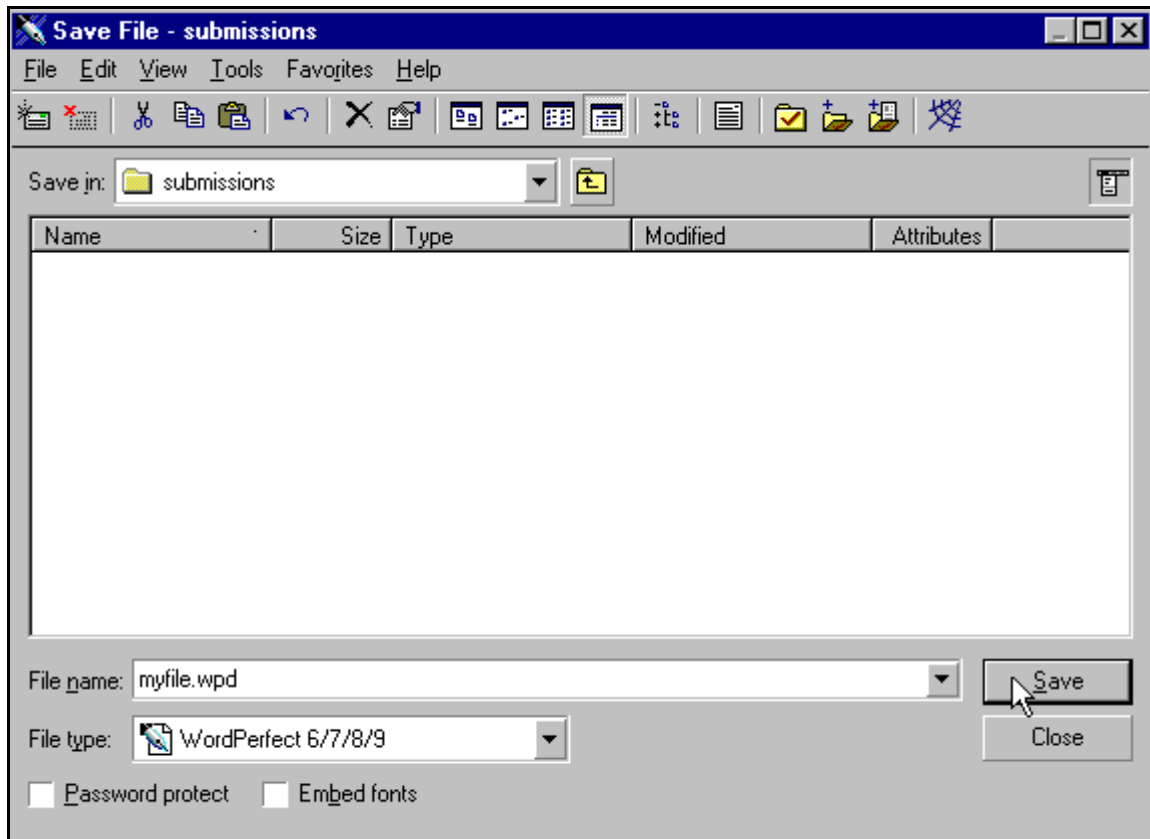 Save File - submissions
File Edit View Tools Favorites Help
Save in: submissions
Name Size Type Modified Attributes
File name: myfile.wpd Save
File type: WordPerfect 6/7/8/9 Close
Password protect Embed fonts